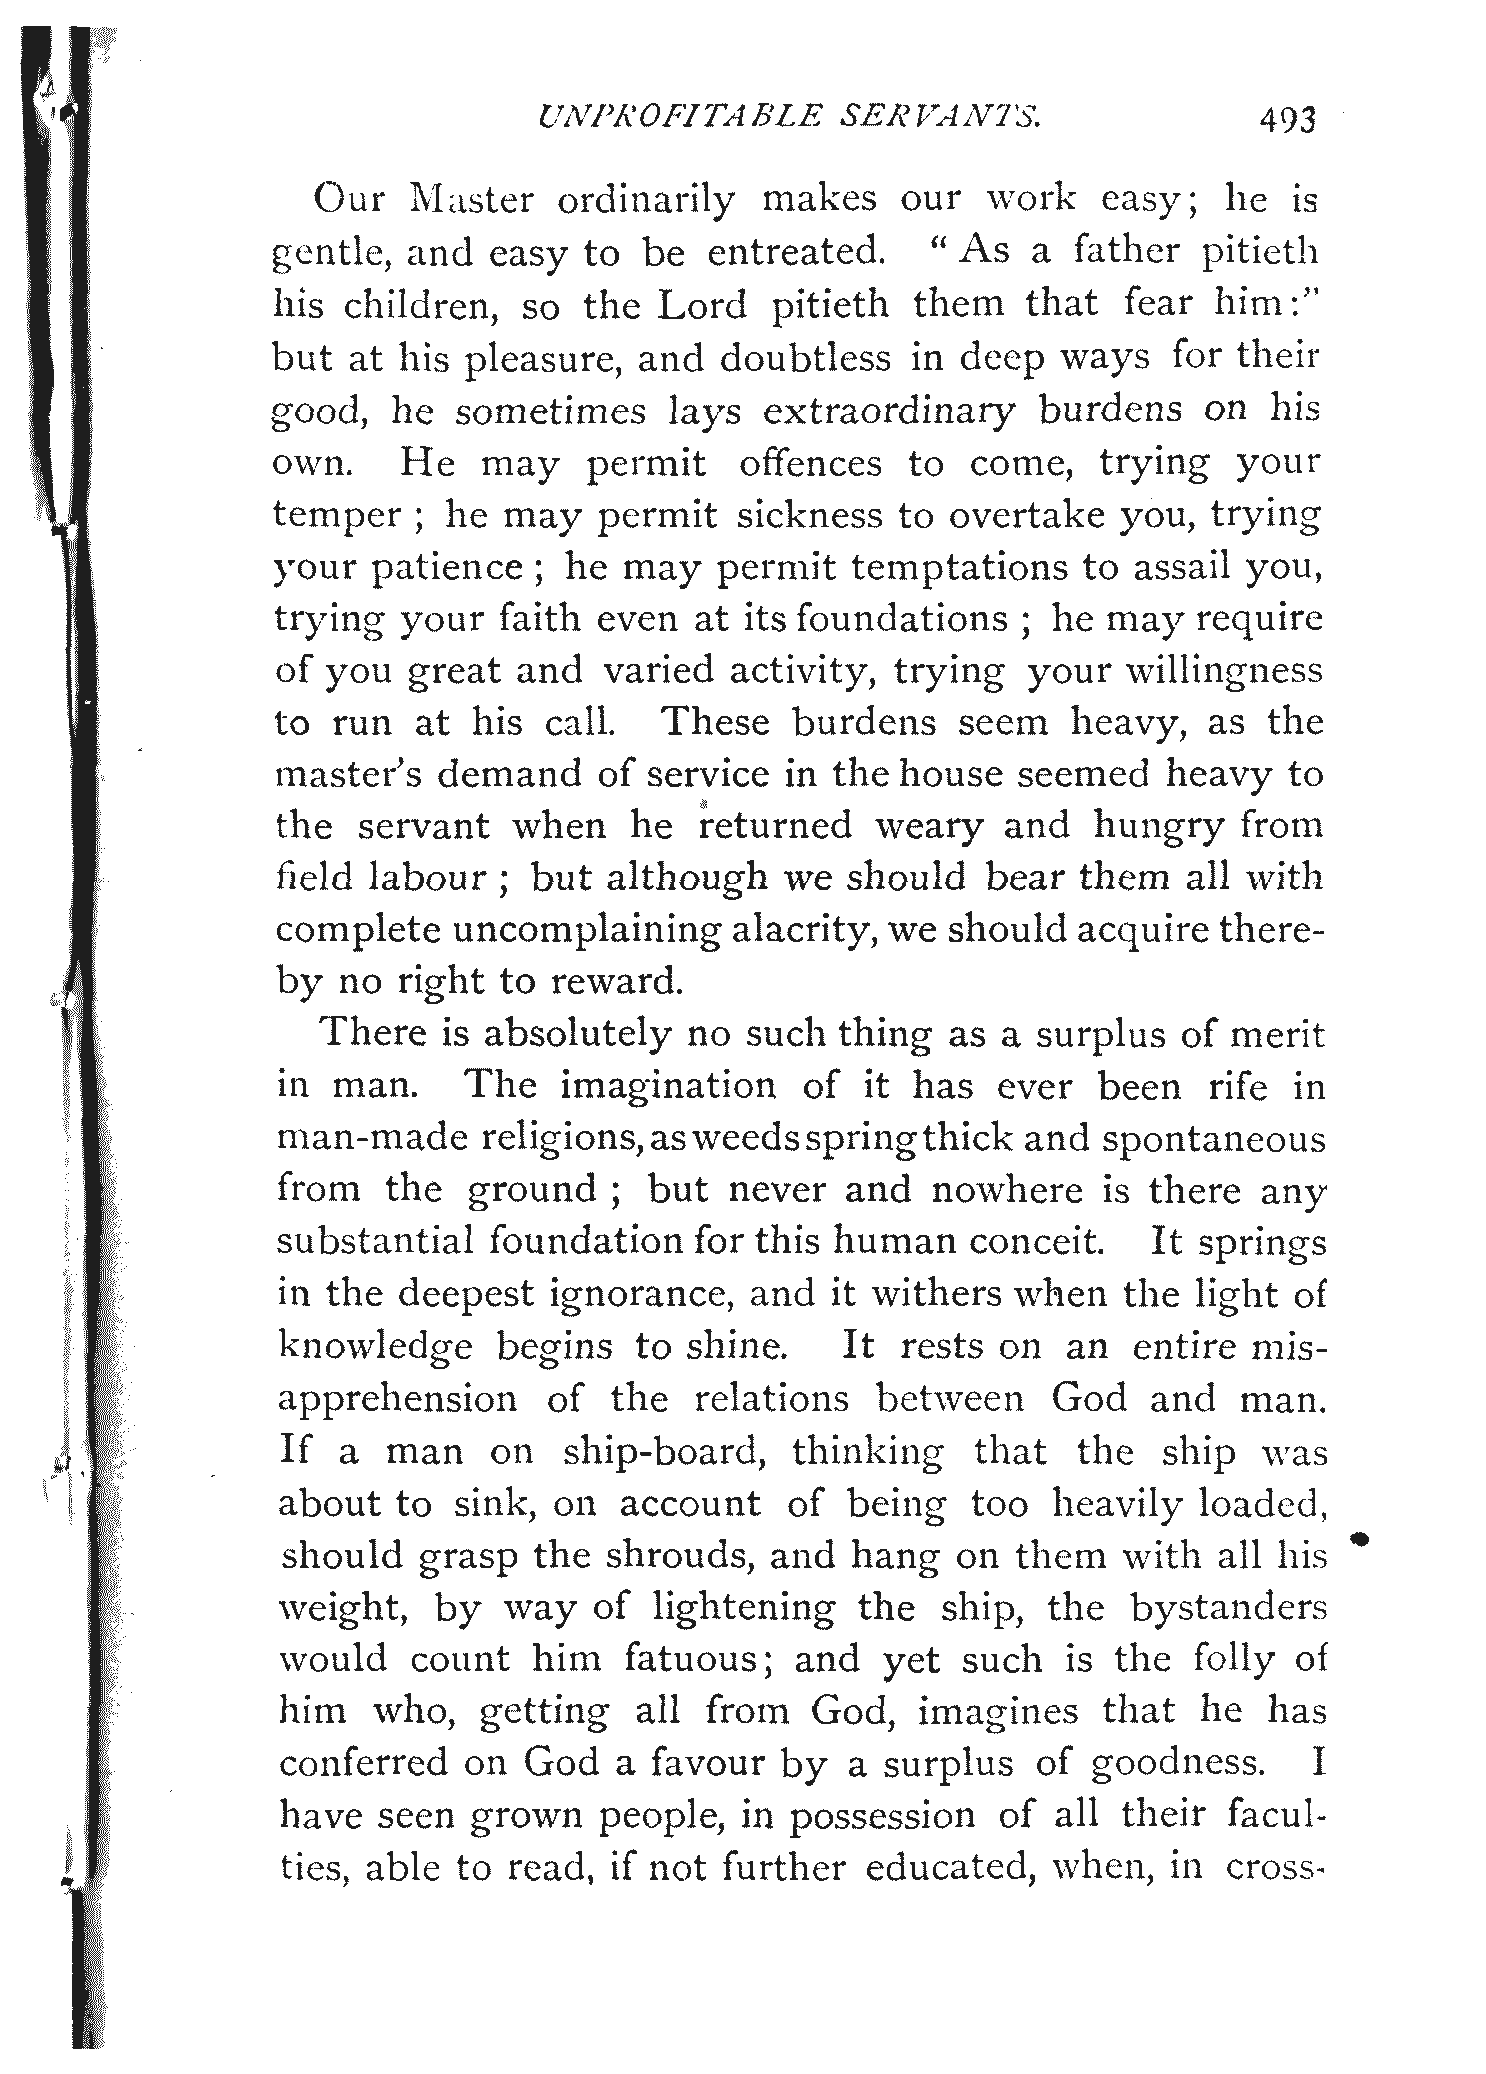 UNPROFITABLE SERVANTS. 493
Our Master ordinarily makes our work easy; he is
gentle, and easy to be entreated. “ As a father pitieth
his children, so the Lord pitieth them that fear him :”
but at his pleasure, and doubtless in deep ways for their
good, he sometimes lays extraordinary burdens on his
own. He may permit offences to come, trying your
temper ; he may permit sickness to overtake you, trying
your patience ; he may permit temptations to assail you,
trying your faith even at its foundations ; he may require
of you great and varied activity, trying your willingness
to run at his call. These burdens seem heavy, as the
master’s demand of service in the house seemed heavy to
the servant when he returned weary and hungry from
field labour ; but although we should bear them all with
complete uncomplaining alacrity, we should acquire there-
by no right to reward.
There is absolutely no such thing as a surplus of merit
in man. The imagination of it has ever been rife in
man-made religions, as weeds spring thick and spontaneous
from the ground ; but never and nowhere is there any
substantial foundation for this human conceit. It springs
in the deepest ignorance, and it withers when the light of
knowledge begins to shine. It rests on an entire mis-
apprehension of the relations between God and man.
If a man on ship-board, thinking that the ship was
about to sink, on account of being too heavily loaded,
should grasp the shrouds, and hang on them with all his
weight, by way of lightening the ship, the bystanders
would count him fatuous; and yet such is the folly of
him who, getting all from God, imagines that he has
conferred on God a favour by a surplus of goodness. I
have seen grown people, in possession of all their facul-
ties, able to read, if not further educated, when, in cross-